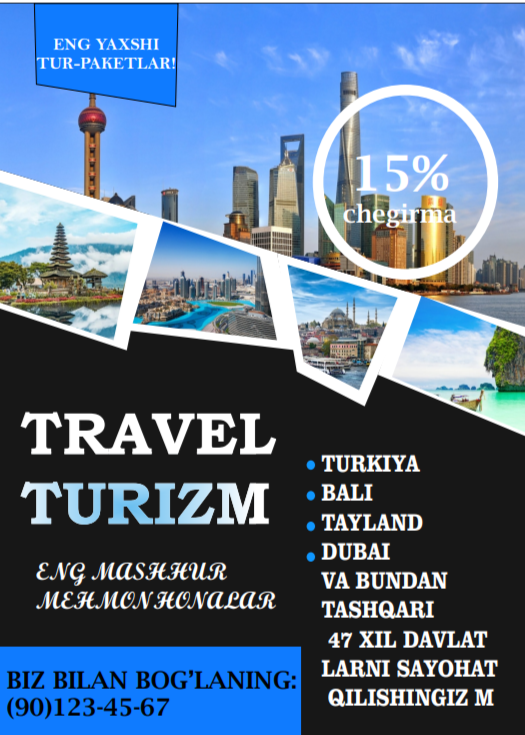 ENG YAXSHI
TUR-PAKETLAR!
15%
chegirma
TRAVEL
TURIZM
ENG MASHHUR
MEHMONHONALAR
BIZ BILAN BOG'LANING:
(90)123-45-67
TURKIYA
BALI
TAYLAND
DUBAI
VA BUNDAN
TASHQARI
47 XIL DAVLAT
LARNI SAYOHAT
QILISHINGIZ M